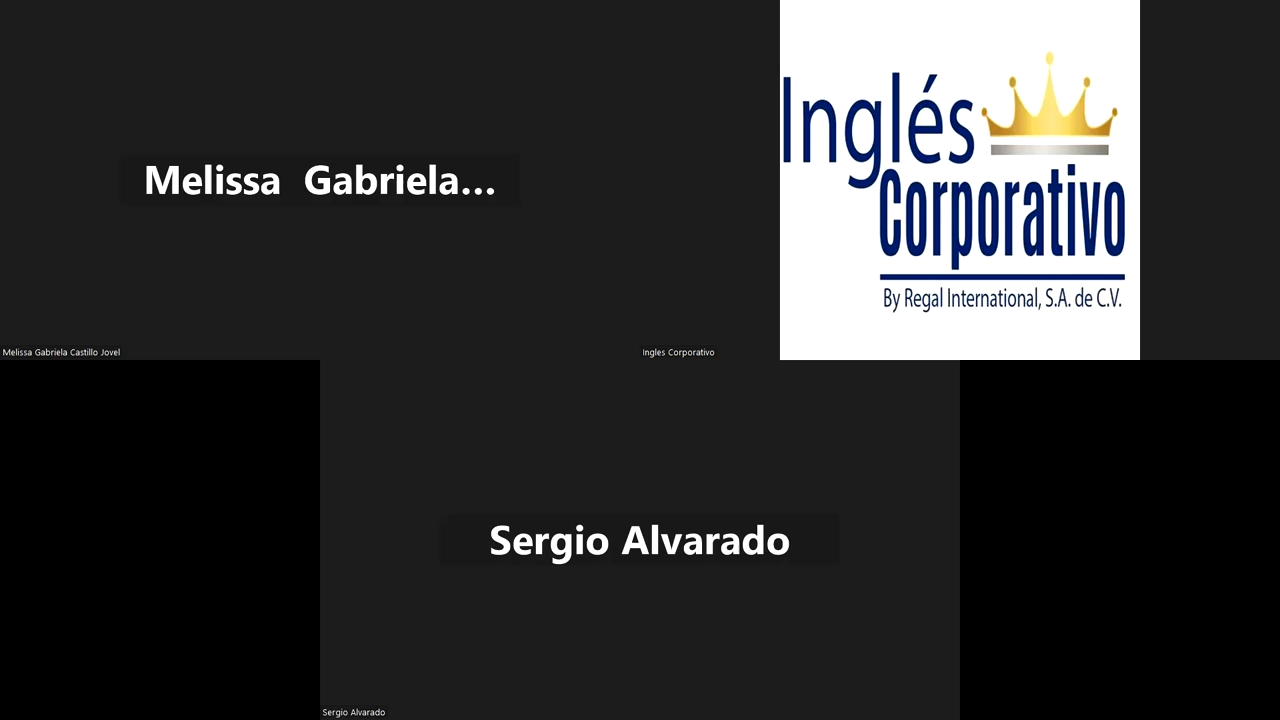 Melissa  Gabriela...
Melissa Gabriela Castillo Jovel
Inglés
Corporativo
By Regal International, S.A. de C.V.
Ingles Corporativo
Sergio Alvarado
Sergio Alvarado